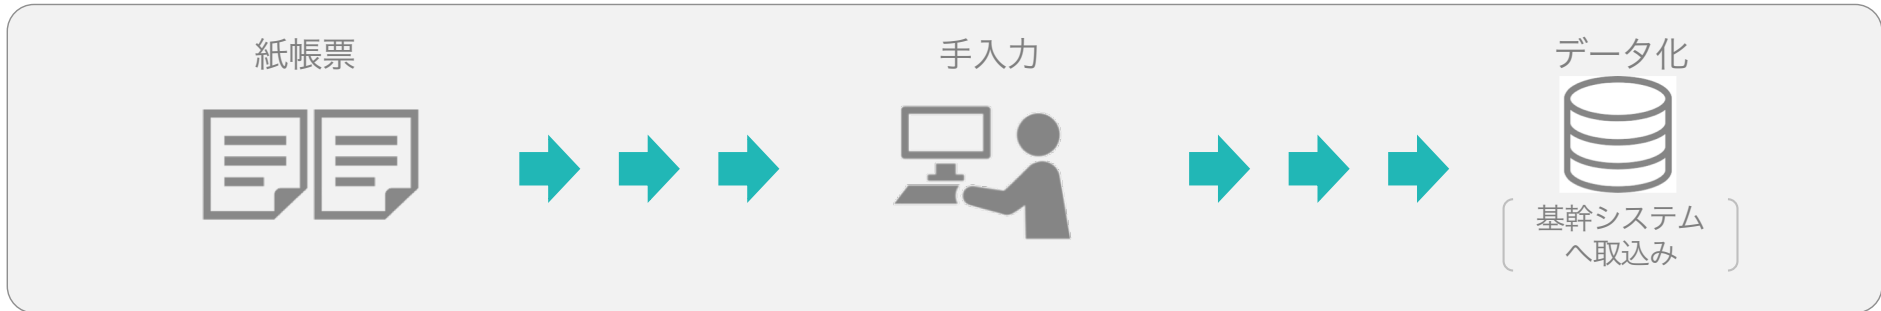 紙帳票
手入力
データ化
基幹システム
へ取込み